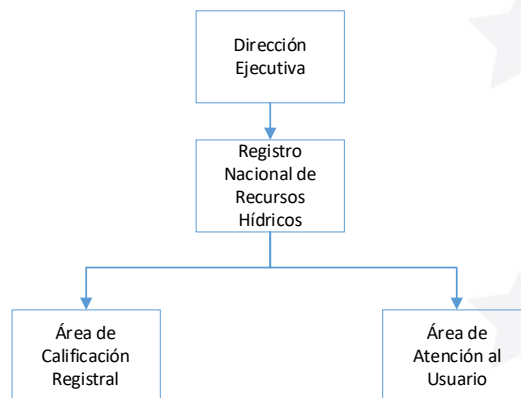 Dirección
Ejecutiva
Registro
Nacional de
Recursos
Hídricos
Área de
Calificación
Registral
Área de
Atención al
Usuario